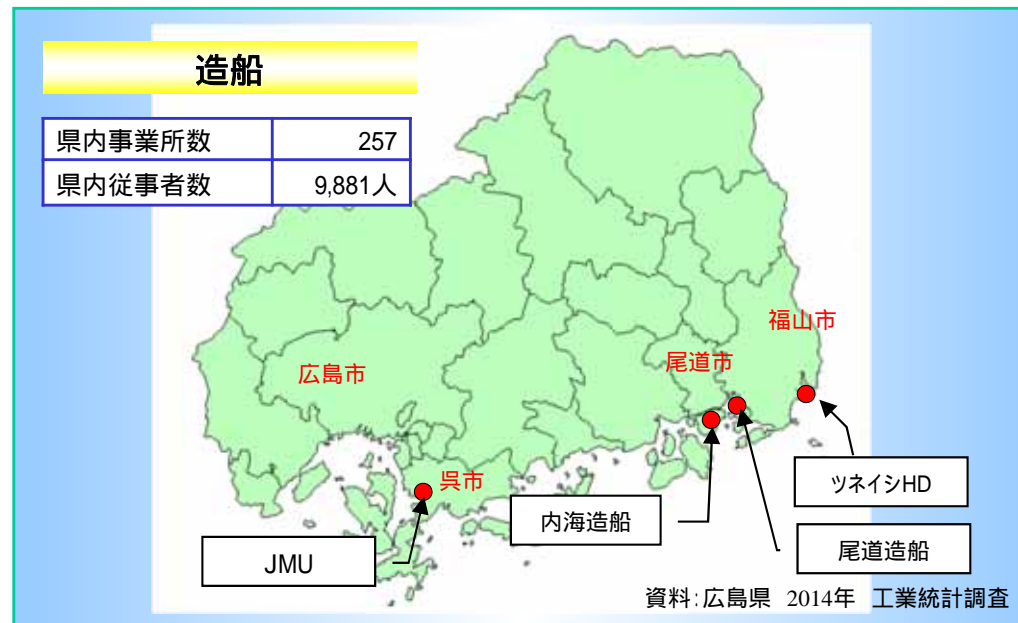 造船
県内事業所数 257
県内従事者数 9,881人
福山市
尾道市
広島市
呉市
ツネイシHD
内海造船
尾道造船
JMU
資料:広島県 2014年 工業統計調査